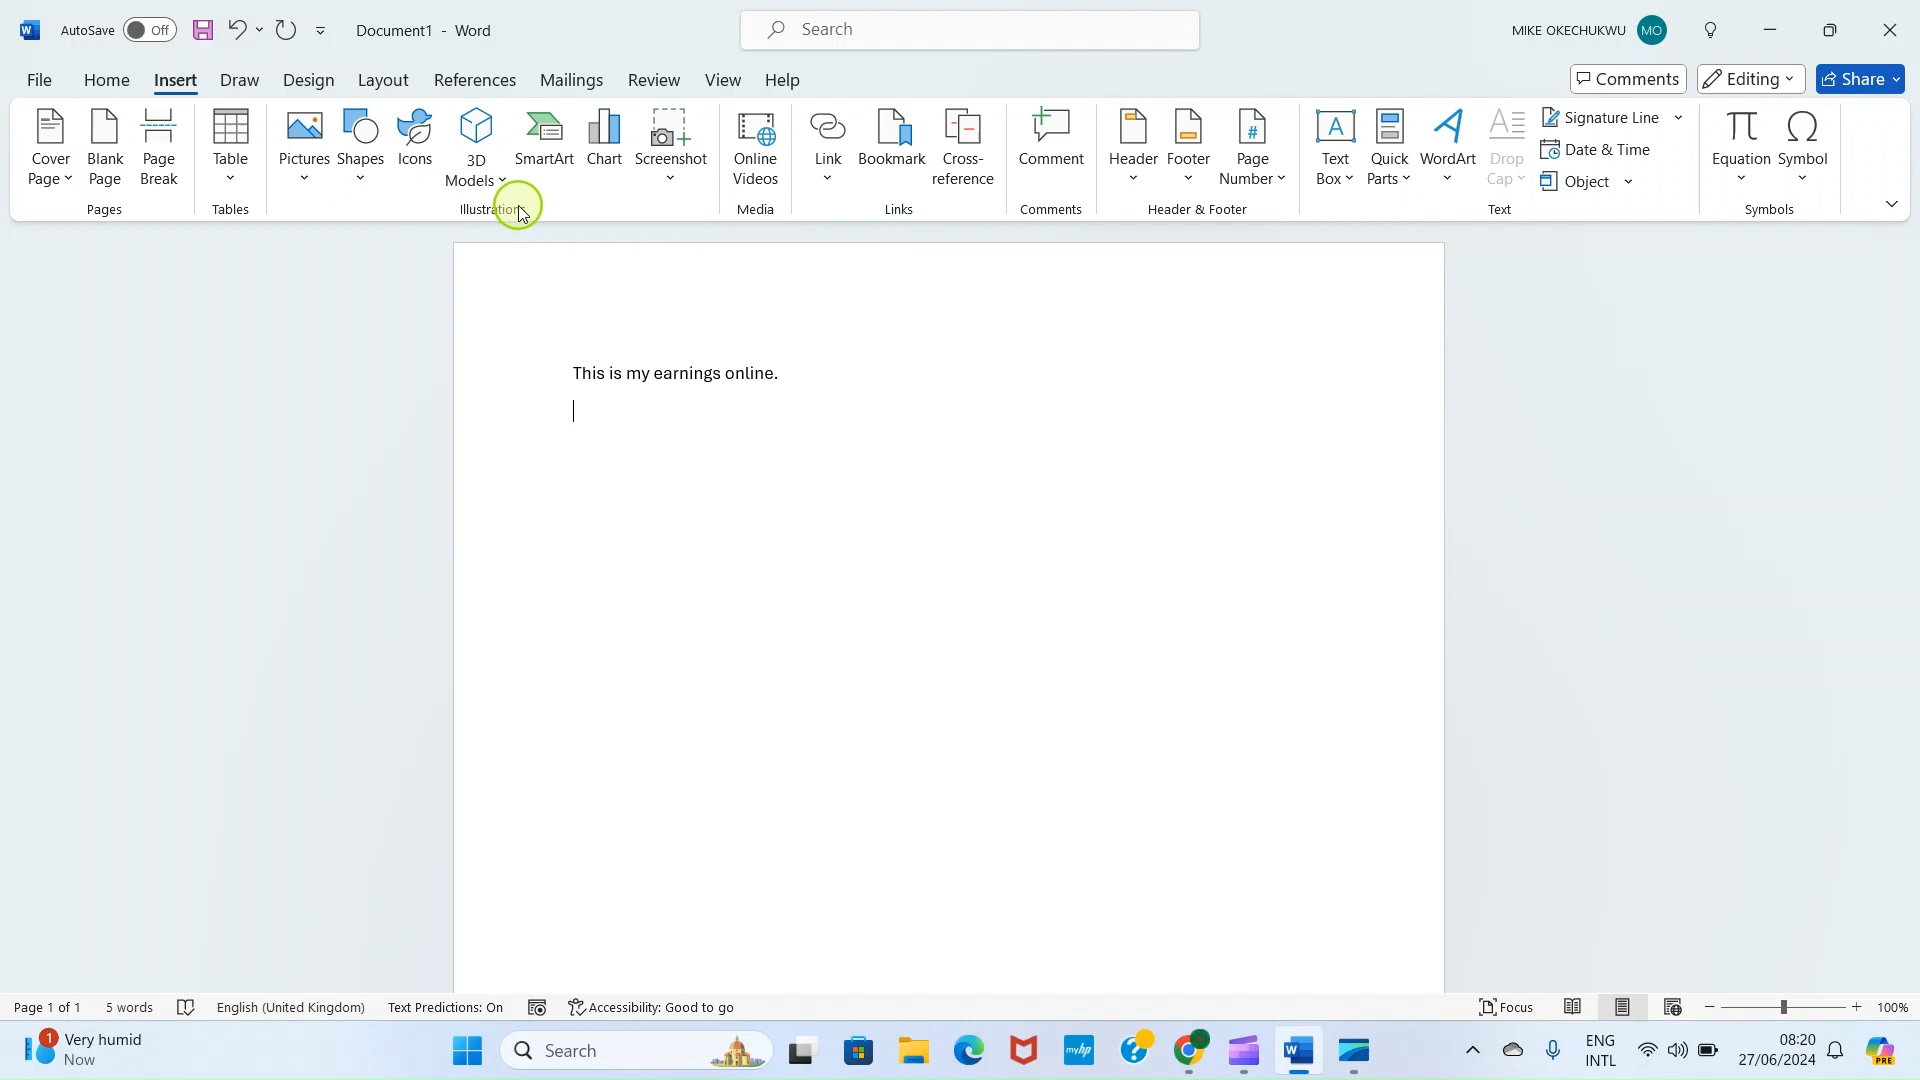 AutoSave Off Document1 - Word Search MIKE OKECHUKWU MO
File Home Insert Draw Design Layout References Mailings Review View Help Comments Editing Share
Cover Page
Blank Page
Page Break
Pages
Table
Tables
Pictures
Shapes
Icons
3D Models
SmartArt
Chart
Screenshot
Illustrations
Online Videos
Media
Link
Bookmark
Cross-reference
Links
Comment
Comments
Header
Footer
Page Number
Header & Footer
Text Box
Quick Parts
WordArt
Drop Cap
Signature Line
Date & Time
Object
Text
Equation
Symbol
Symbols
This is my earnings online.
Page 1 of 1 5 words English (United Kingdom) Text Predictions: On Accessibility: Good to go Focus 100%
1 Very humid
Now
Search
myhp
ENG
INTL
08:20
27/06/2024
PRE